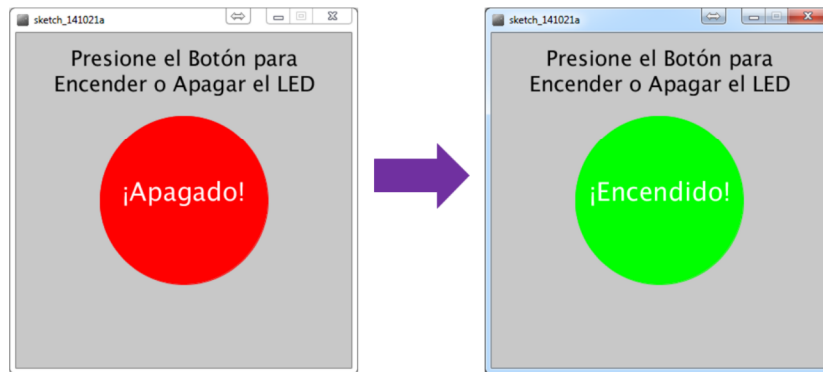 sketch_141021a
Presione el Botón para
Encender o Apagar el LED
¡Apagado!
sketch_141021a
Presione el Botón para
Encender o Apagar el LED
¡Encendido!